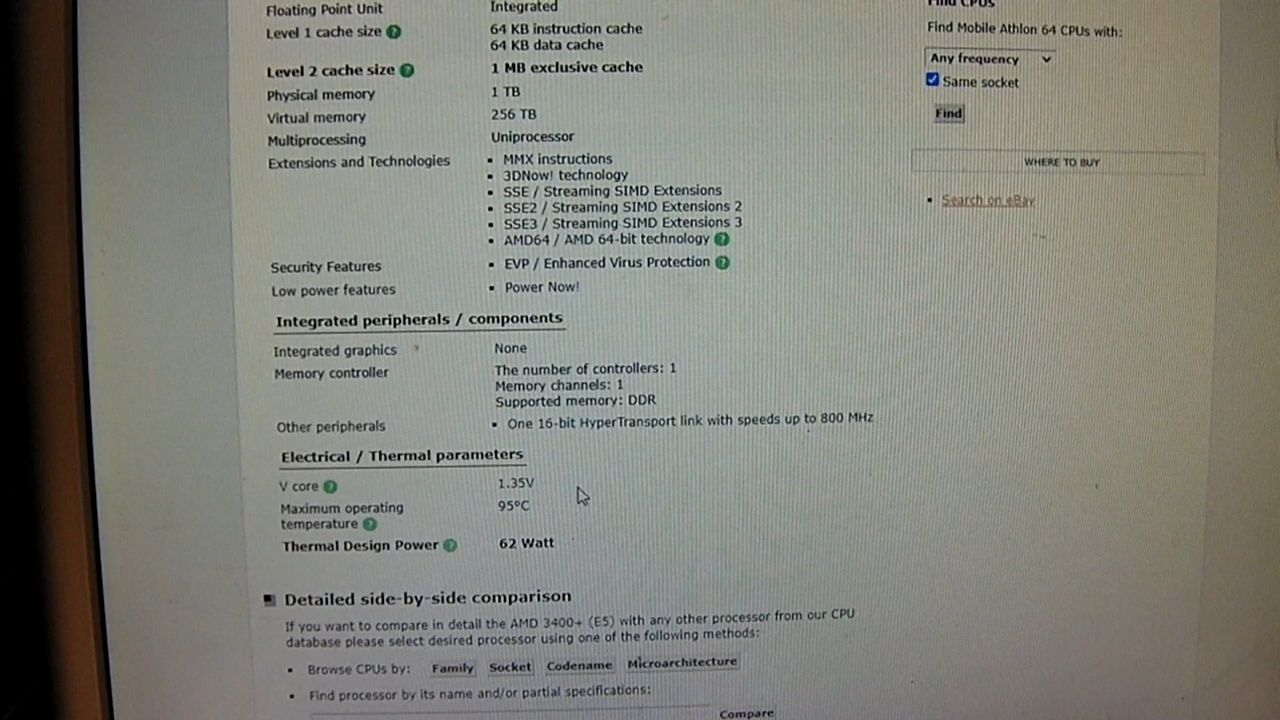 Floating Point Unit Integrated
Level 1 cache size ? 64 KB instruction cache
64 KB data cache
Level 2 cache size ? 1 MB exclusive cache
Physical memory 1 TB
Virtual memory 256 TB
Multiprocessing Uniprocessor
Extensions and Technologies ▪ MMX instructions
▪ 3DNow! technology
▪ SSE / Streaming SIMD Extensions
▪ SSE2 / Streaming SIMD Extensions 2
▪ SSE3 / Streaming SIMD Extensions 3
▪ AMD64 / AMD 64-bit technology ?
Security Features ▪ EVP / Enhanced Virus Protection ?
Low power features ▪ Power Now!
Integrated peripherals / components
Integrated graphics None
Memory controller The number of controllers: 1
Memory channels: 1
Supported memory: DDR
Other peripherals ▪ One 16-bit HyperTransport link with speeds up to 800 MHz
Electrical / Thermal parameters
V core ? 1.35V
Maximum operating 95°C
temperature ?
Thermal Design Power ? 62 Watt
Detailed side-by-side comparison
If you want to compare in detail the AMD 3400+ (E5) with any other processor from our CPU
database please select desired processor using one of the following methods:
▪ Browse CPUs by: Family Socket Codename Microarchitecture
▪ Find processor by its name and/or partial specifications:
Compare
Find CPUs
Find Mobile Athlon 64 CPUs with:
Any frequency
Same socket
Find
WHERE TO BUY
▪ Search on eBay